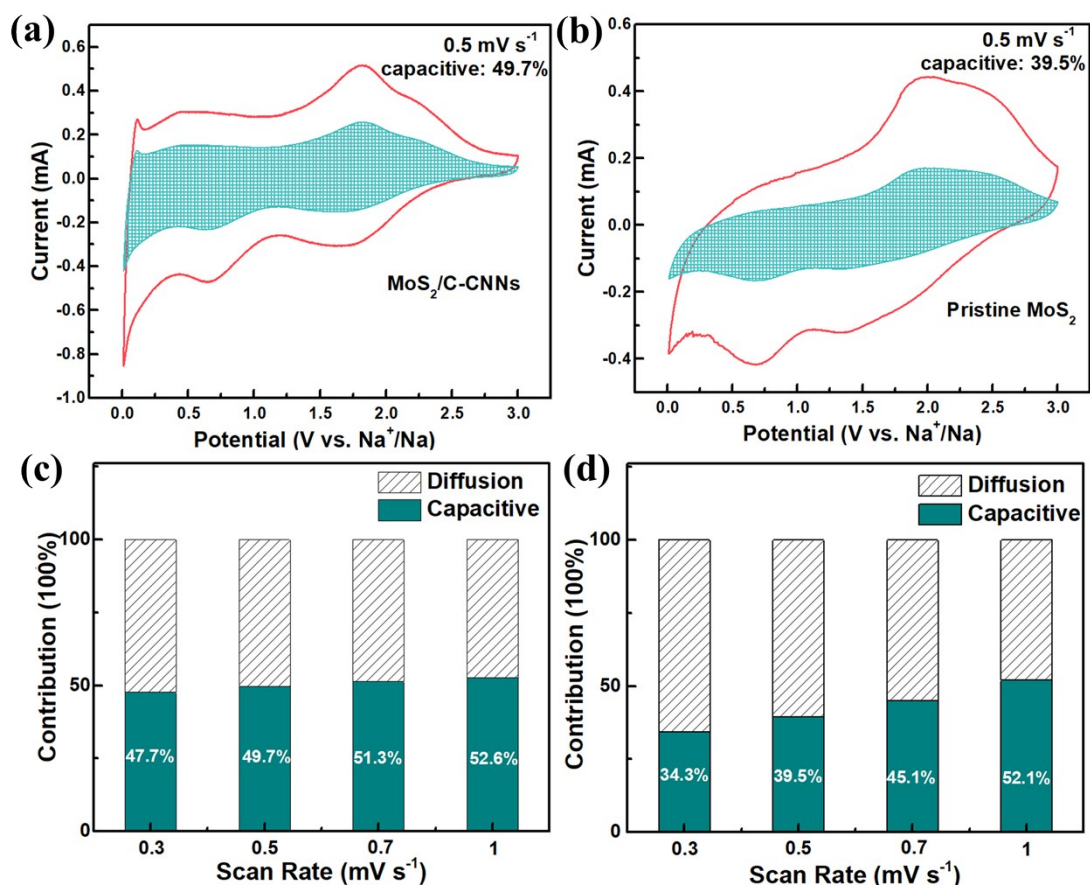 (a)
0.5 mV s⁻¹
capacitive: 49.7%
0.6
0.4
0.2
0.0
-0.2
-0.4
-0.6
-0.8
-1.0
Current (mA)
MoS₂/C-CNNs
0.0 0.5 1.0 1.5 2.0 2.5 3.0
Potential (V vs. Na⁺/Na)
(b)
0.5 mV s⁻¹
capacitive: 39.5%
0.6
0.4
0.2
0.0
-0.2
-0.4
Current (mA)
Pristine MoS₂
0.0 0.5 1.0 1.5 2.0 2.5 3.0
Potential (V vs. Na⁺/Na)
(c)
Diffusion
Capacitive
100
50
0
Contribution (100%)
47.7% 49.7% 51.3% 52.6%
0.3 0.5 0.7 1
Scan Rate (mV s⁻¹)
(d)
Diffusion
Capacitive
100
50
0
Contribution (100%)
34.3% 39.5% 45.1% 52.1%
0.3 0.5 0.7 1
Scan Rate (mV s⁻¹)